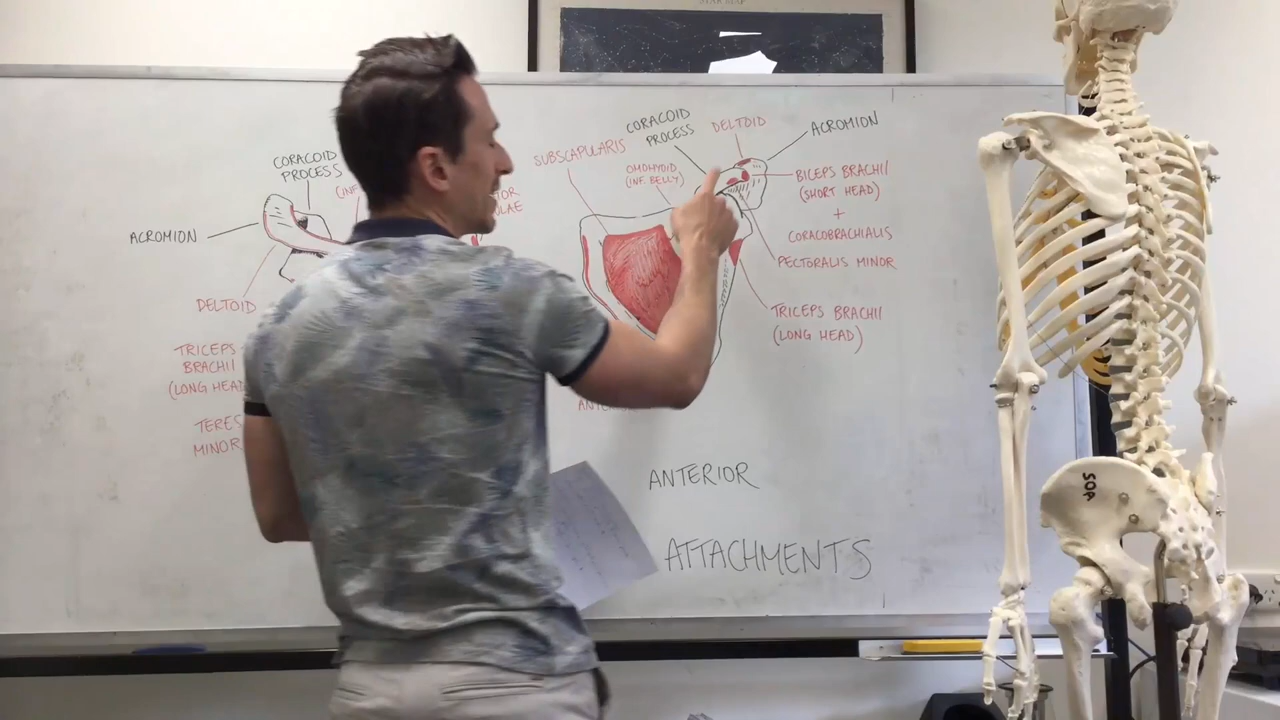 CORACOID
PROCESS
(INF
ACROMION
DELTOID
TRICEPS
BRACHII
(LONG HEAD
TERES
MINOR
SUBSCAPULARIS
OMOHYOID
(INF. BELLY)
CORACOID
PROCESS
DELTOID
ACROMION
BICEPS BRACHII
(SHORT HEAD)
+
CORACOBRACHIALIS
PECTORALIS MINOR
TRICEPS BRACHII
(LONG HEAD)
ANTERIOR
ATTACHMENTS
SOA